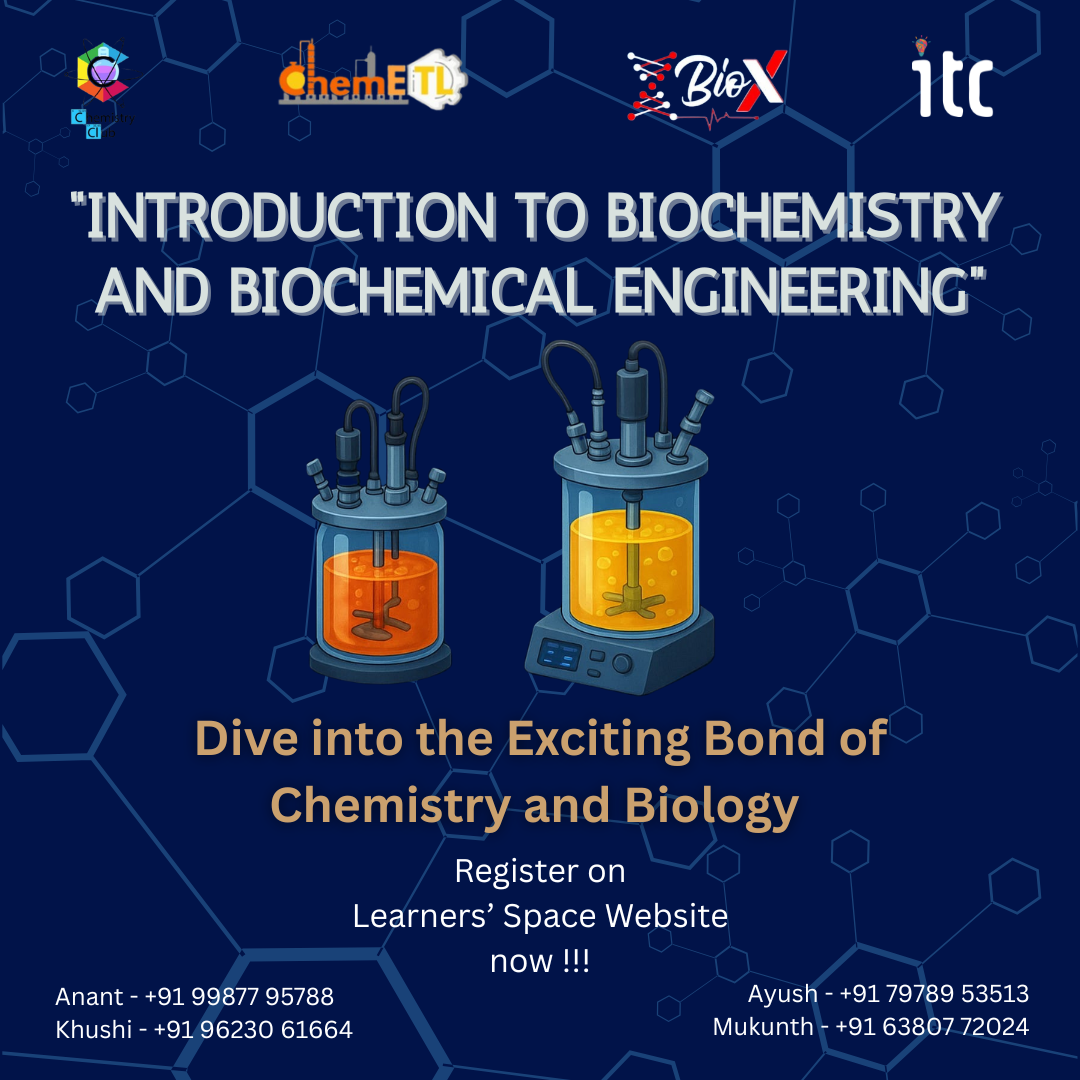 ChemE TL
BioX
itc
"INTRODUCTION TO BIOCHEMISTRY
AND BIOCHEMICAL ENGINEERING"
Dive into the Exciting Bond of
Chemistry and Biology
Register on
Learners’ Space Website
now !!!
Anant - +91 99877 95788
Khushi - +91 96230 61664
Ayush - +91 79789 53513
Mukunth - +91 63807 72024